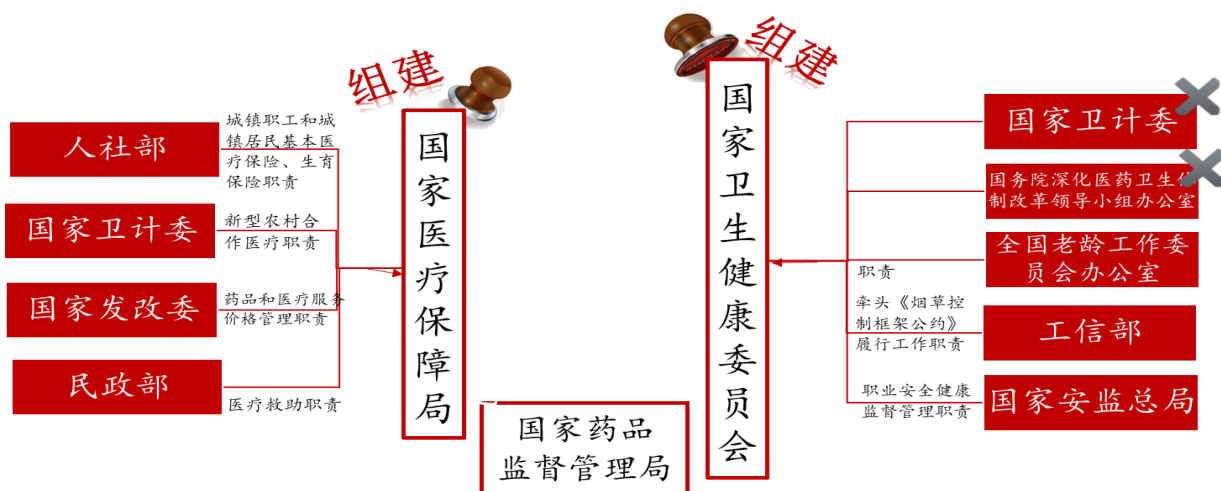 组建
人社部
城镇职工和城
镇居民基本医
疗保险、生育
保险职责
国家卫计委
新型农村合
作医疗职责
国家发改委
药品和医疗服务
价格管理职责
民政部
医疗救助职责
国家医疗保障局
国家药品
监督管理局
组建
国家卫生健康委员会
国家卫计委
国务院深化医药卫生体
制改革领导小组办公室
全国老龄工作委
员会办公室
职责
牵头《烟草控
制框架公约》
履行工作职责
工信部
职业安全健康
监督管理职责
国家安监总局